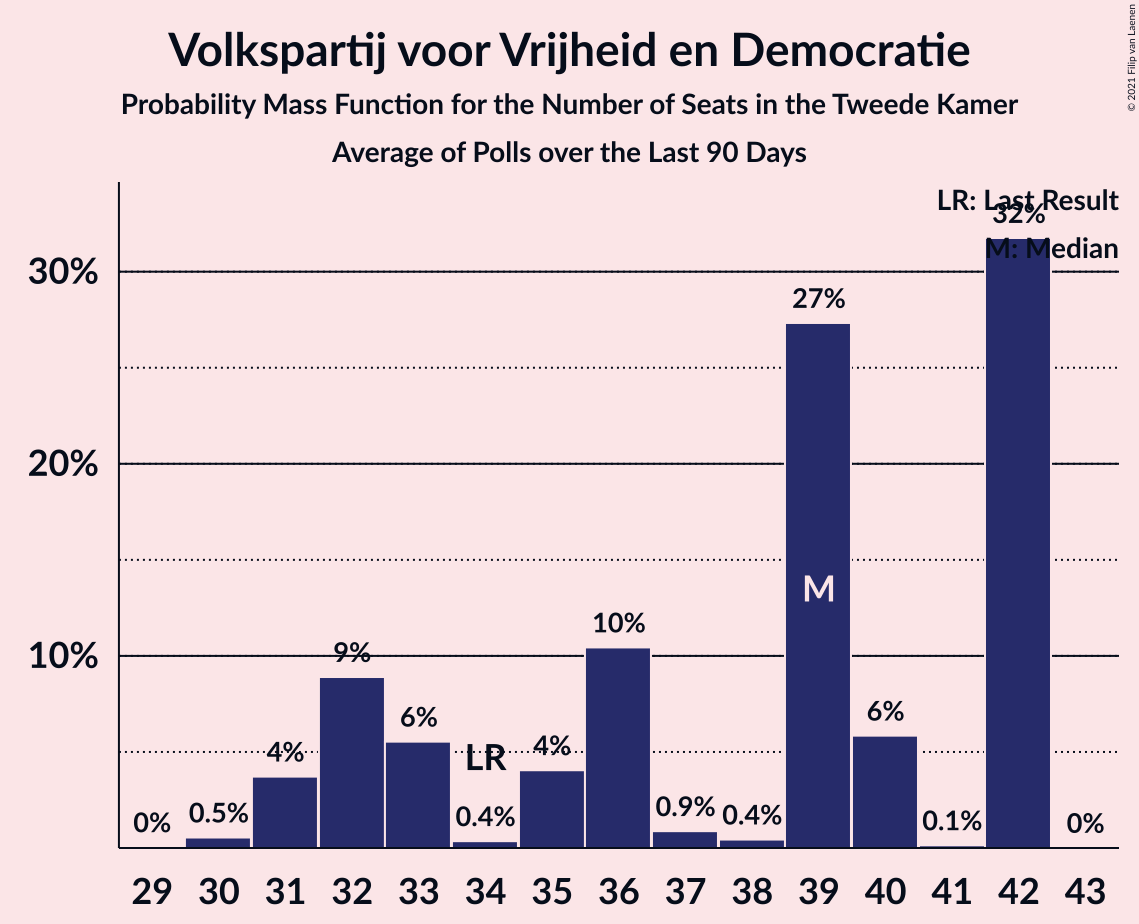 Volkspartij voor Vrijheid en Democratie
Probability Mass Function for the Number of Seats in the Tweede Kamer
Average of Polls over the Last 90 Days
© 2021 Filip van Laenen
LR: Last Result
M: Median
30%
20%
10%
0%
0.5%
4%
9%
6%
LR
0.4%
4%
10%
0.9%
0.4%
27%
M
6%
0.1%
32%
0%
29 30 31 32 33 34 35 36 37 38 39 40 41 42 43